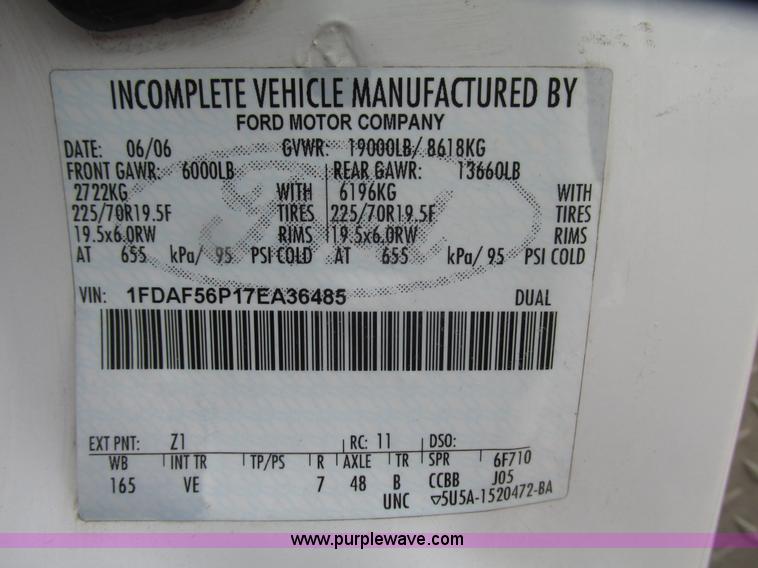 INCOMPLETE VEHICLE MANUFACTURED BY
FORD MOTOR COMPANY
DATE: 06/06 GVWR: 19000LB/ 8618KG
FRONT GAWR: 6000LB REAR GAWR: 13660LB
2722KG WITH 6196KG WITH
225/70R19.5F TIRES 225/70R19.5F TIRES
19.5x6.0RW RIMS 19.5x6.0RW RIMS
AT 655 kPa/ 95 PSI COLD AT 655 kPa/ 95 PSI COLD
VIN: 1FDAF56P17EA36485 DUAL
EXT PNT: Z1 RC: 11 DSO:
WB INT TR TP/PS R AXLE TR SPR 6F710
165 VE 7 48 B CCBB J05
UNC ▽5U5A-1520472-BA
www.purplewave.com